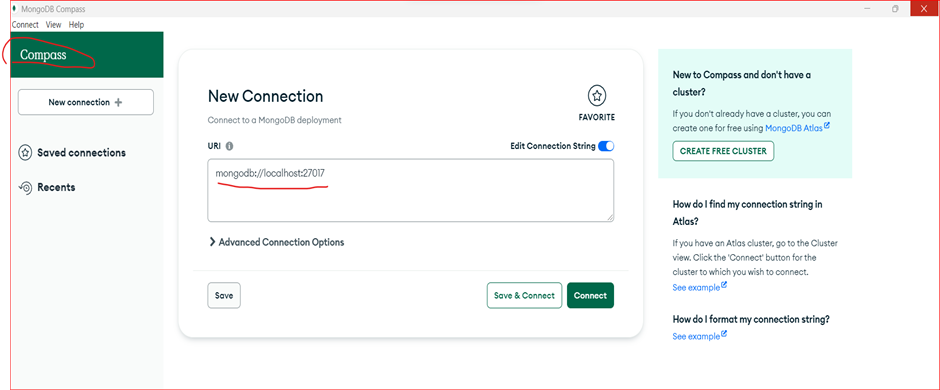 MongoDB Compass
Connect View Help
Compass
New connection +
Saved connections
Recents
New Connection
Connect to a MongoDB deployment
FAVORITE
URI
Edit Connection String
mongodb://localhost:27017
Advanced Connection Options
Save
Save & Connect
Connect
New to Compass and don't have a
cluster?
If you don't already have a cluster, you can
create one for free using MongoDB Atlas
CREATE FREE CLUSTER
How do I find my connection string in
Atlas?
If you have an Atlas cluster, go to the Cluster
view. Click the 'Connect' button for the
cluster to which you wish to connect.
See example
How do I format my connection string?
See example